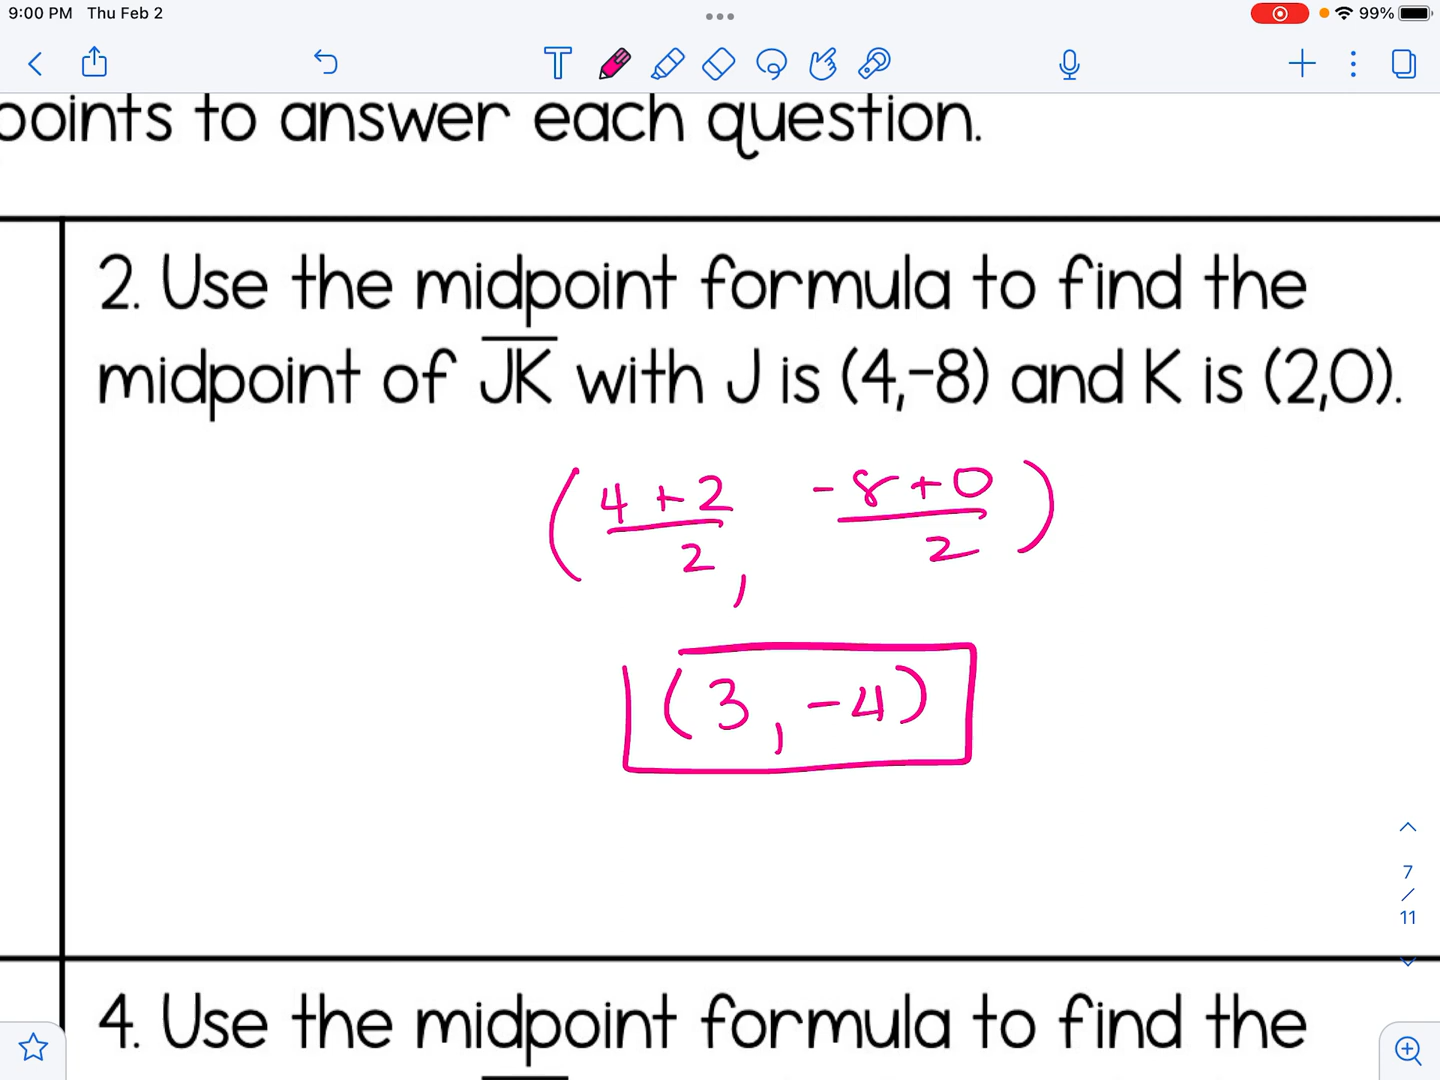 9:00 PM Thu Feb 2
99%
points to answer each question.
2. Use the midpoint formula to find the
midpoint of JK with J is (4,-8) and K is (2,0).
(4+2/2, -8+0/2)
(3,-4)
7
/
11
4. Use the midpoint formula to find the